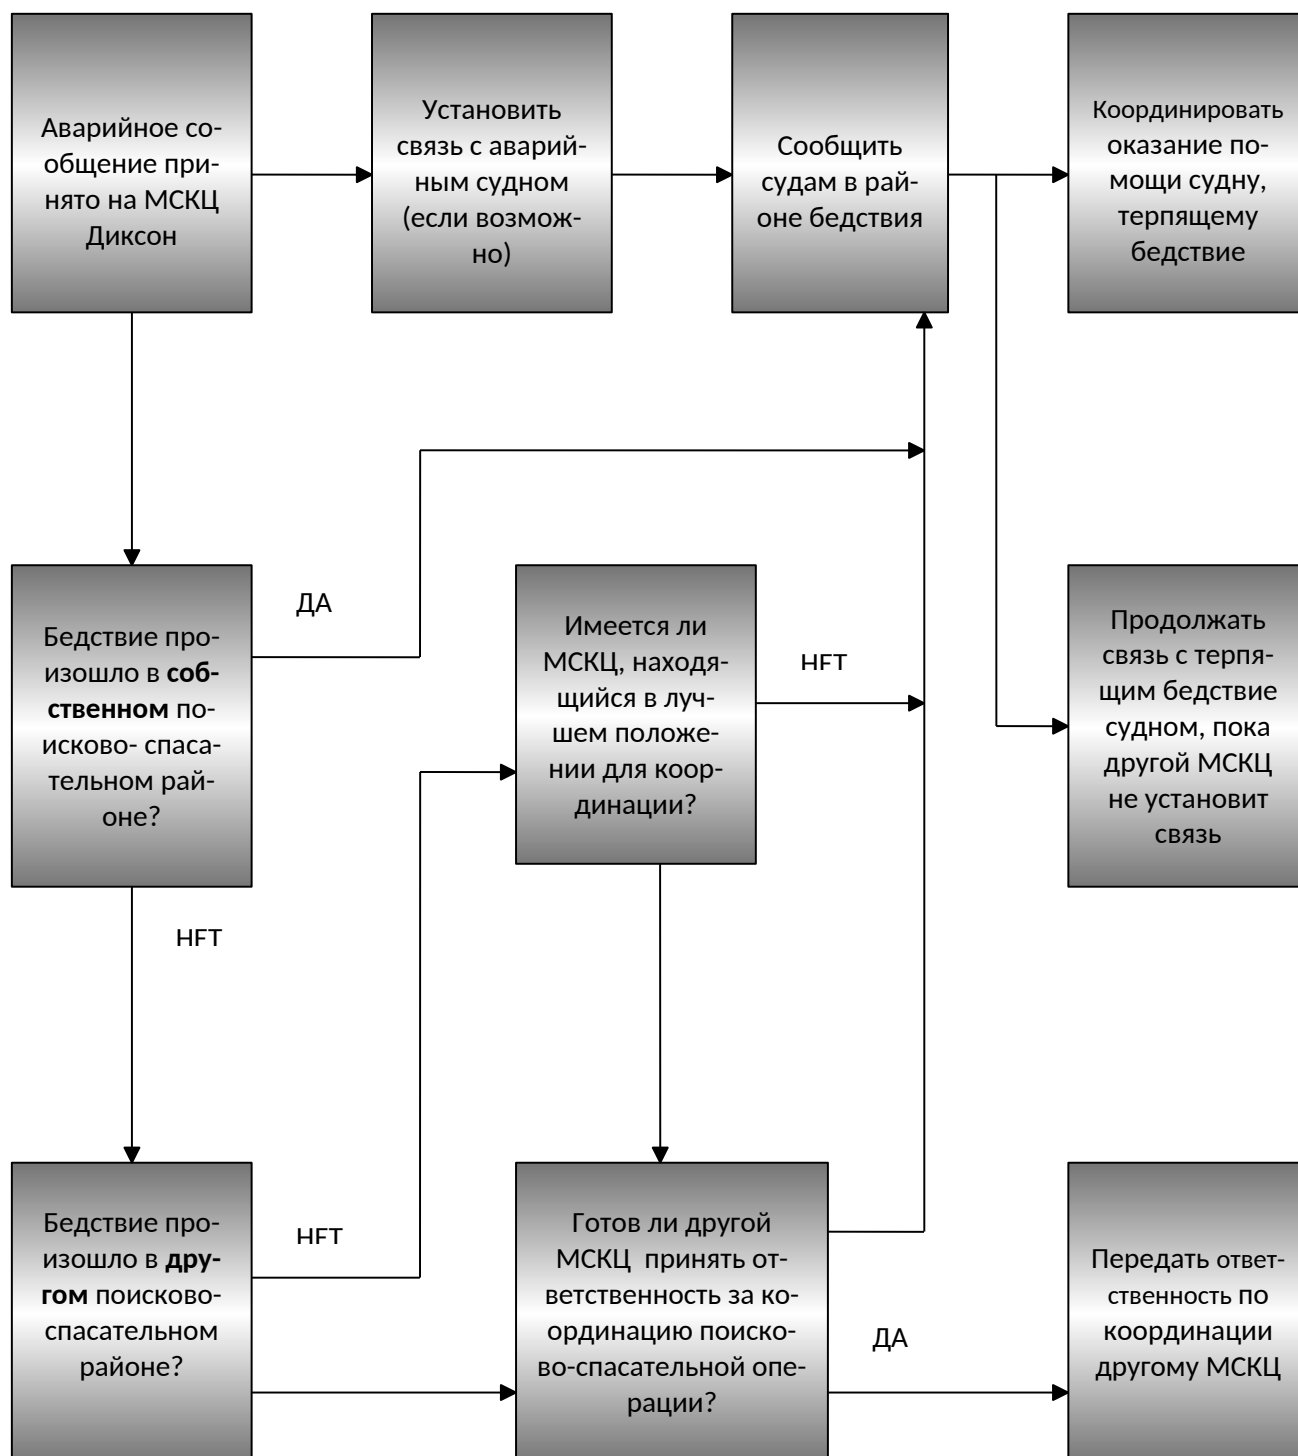 Аварийное со-
общение при-
нято на МСКЦ
Диксон
Установить
связь с аварий-
ным судном
(если возмож-
но)
Сообщить
судам в рай-
оне бедствия
Координировать
оказание по-
мощи судну,
терпящему
бедствие
Бедствие про-
изошло в соб-
ственном по-
исково- спаса-
тельном рай-
оне?
ДА
Имеется ли
МСКЦ, находя-
щийся в луч-
шем положе-
нии для коор-
динации?
НЕТ
Продолжать
связь с терпя-
щим бедствие
судном, пока
другой МСКЦ
не установит
связь
НЕТ
Бедствие про-
изошло в дру-
гом поисково-
спасательном
районе?
НЕТ
Готов ли другой
МСКЦ принять от-
ветственность за ко-
ординацию поиско-
во-спасательной опе-
рации?
ДА
Передать ответ-
ственность по
координации
другому МСКЦ